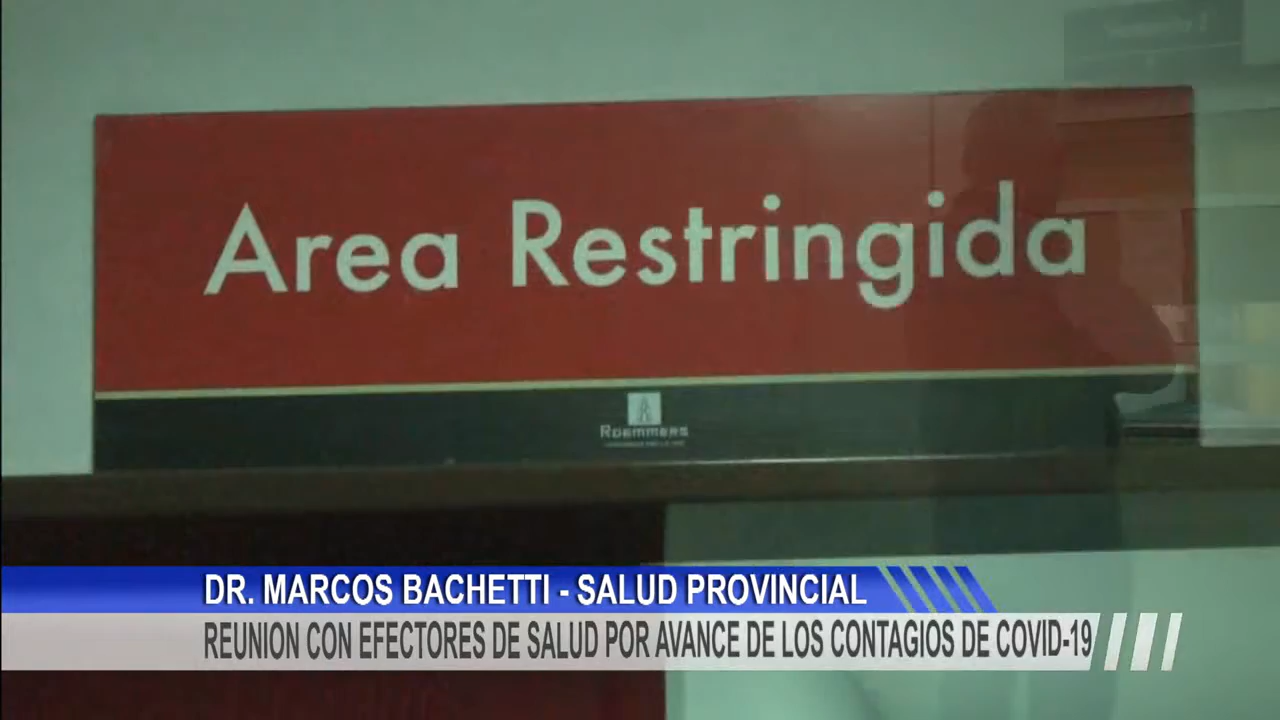 Area Restringida
Roemmers
DR. MARCOS BACHETTI - SALUD PROVINCIAL
REUNION CON EFECTORES DE SALUD POR AVANCE DE LOS CONTAGIOS DE COVID-19